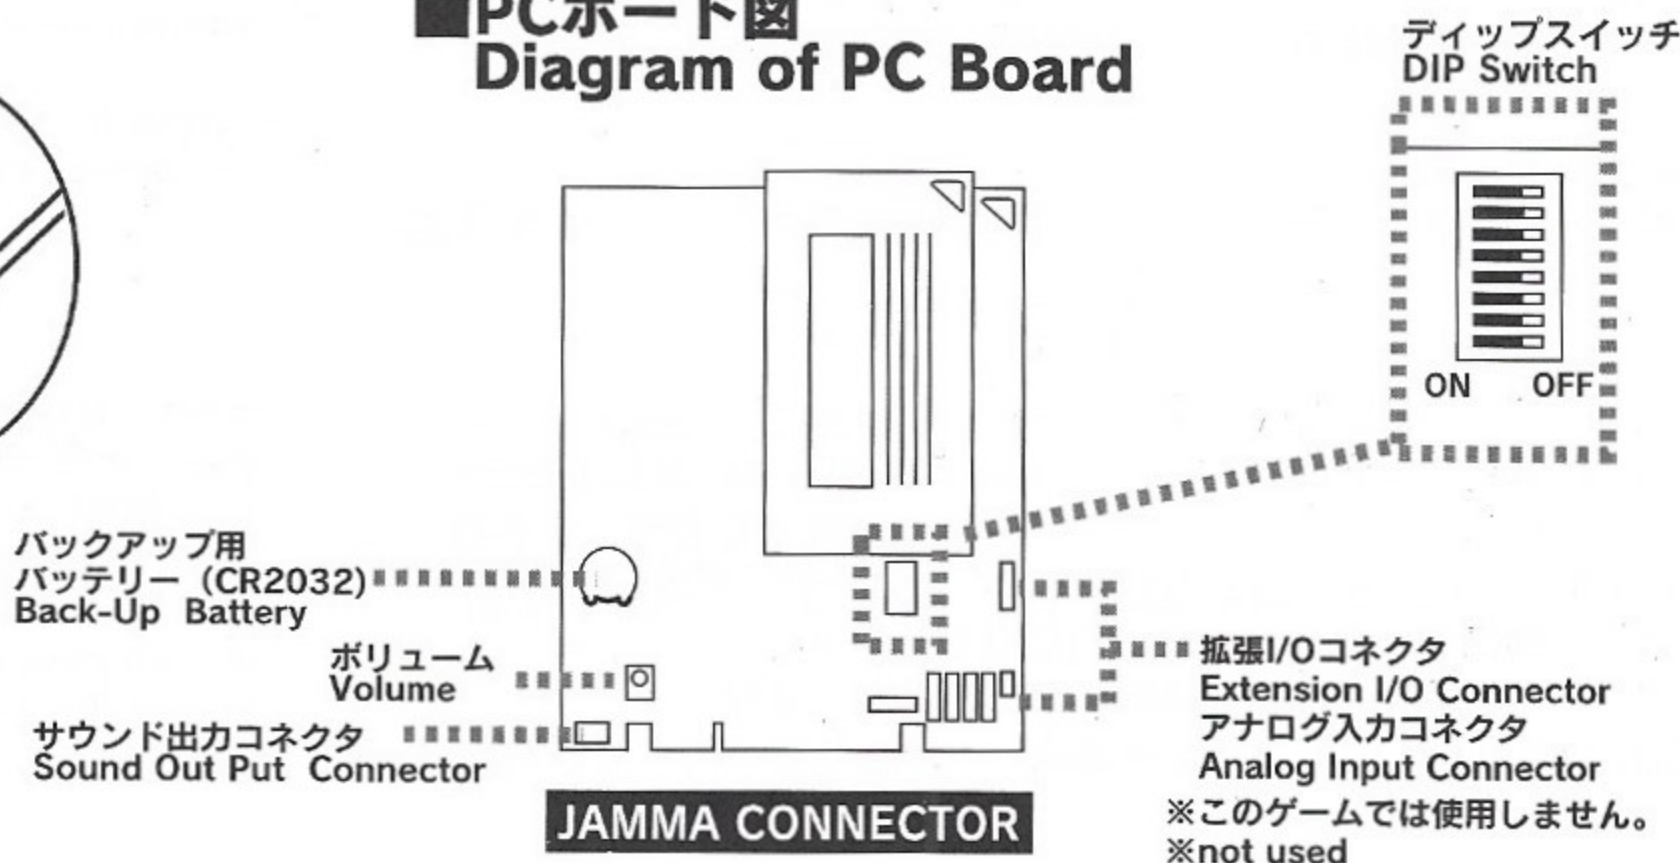 ■PCボード図
Diagram of PC Board
ディップスイッチ
DIP Switch
ON OFF
バックアップ用
バッテリー（CR2032）
Back-Up Battery
ボリューム
Volume
サウンド出力コネクタ
Sound Out Put Connector
拡張I/Oコネクタ
Extension I/O Connector
アナログ入力コネクタ
Analog Input Connector
※このゲームでは使用しません。
※not used
JAMMA CONNECTOR